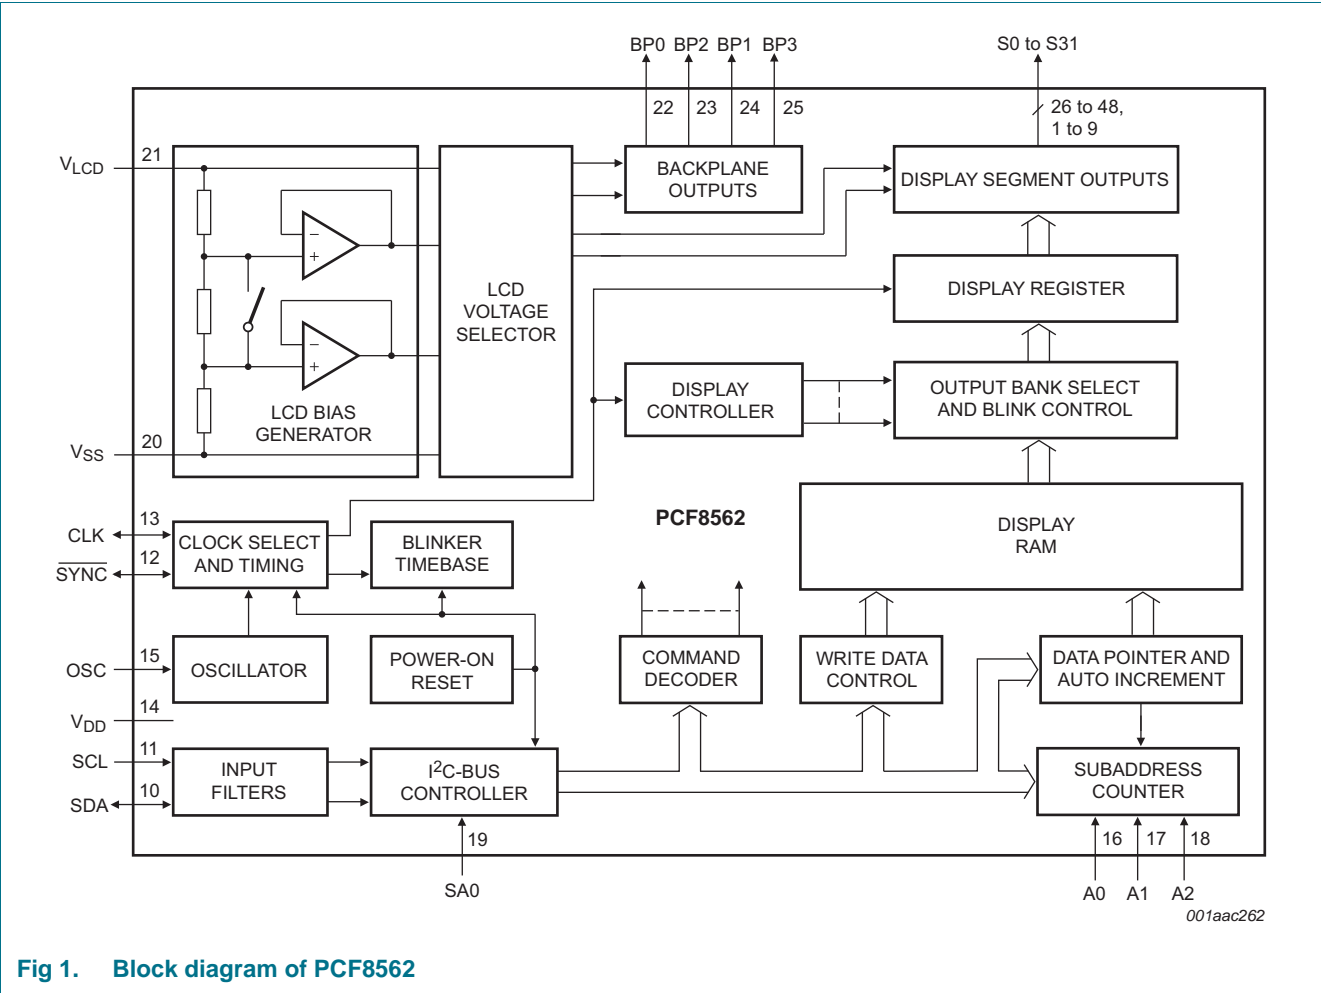 BP0 BP2 BP1 BP3
S0 to S31
22 23 24 25
26 to 48,
1 to 9
VLCD
21
BACKPLANE
OUTPUTS
DISPLAY SEGMENT OUTPUTS
−
+
LCD
VOLTAGE
SELECTOR
DISPLAY REGISTER
−
+
LCD BIAS
GENERATOR
DISPLAY
CONTROLLER
OUTPUT BANK SELECT
AND BLINK CONTROL
VSS
20
PCF8562
DISPLAY
RAM
CLK
13
SYNC
12
CLOCK SELECT
AND TIMING
BLINKER
TIMEBASE
OSC
15
OSCILLATOR
POWER-ON
RESET
COMMAND
DECODER
WRITE DATA
CONTROL
DATA POINTER AND
AUTO INCREMENT
VDD
14
SCL
11
SDA
10
INPUT
FILTERS
I2C-BUS
CONTROLLER
SUBADDRESS
COUNTER
19
16 17 18
SA0
A0 A1 A2
001aac262
Fig 1. Block diagram of PCF8562